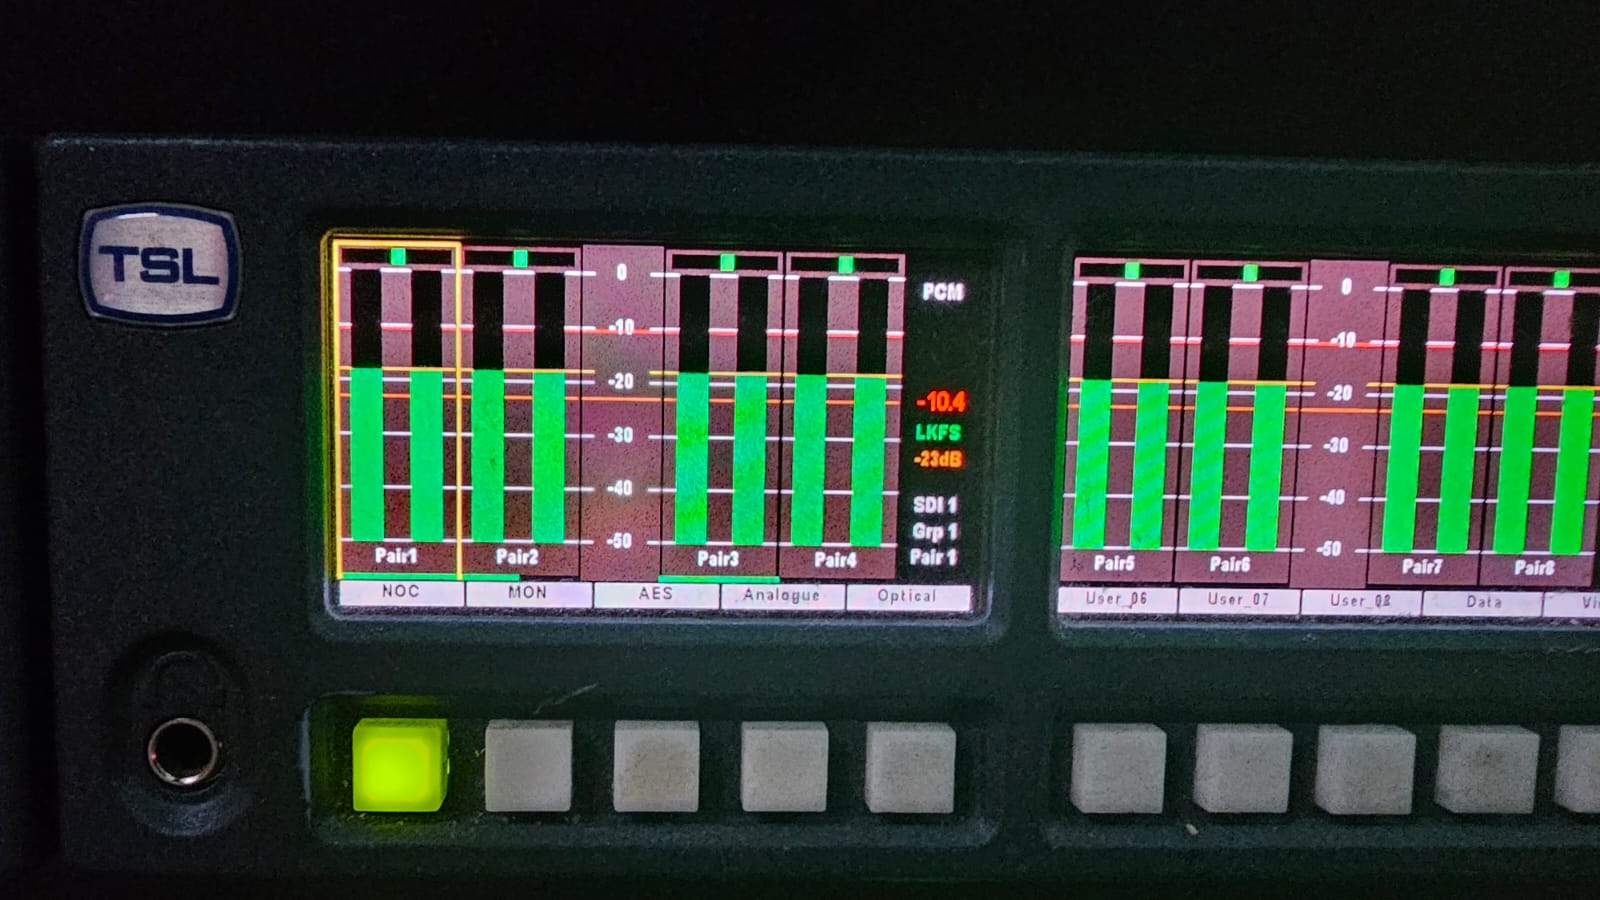 TSL
0
-10
-20
-30
-40
-50
Pair1 Pair2 Pair3 Pair4
PCM
-10.4
LKFS
-23dB
SDI 1
Grp 1
Pair 1
NOC MON AES Analogue Optical
0
-10
-20
-30
-40
-50
Pair5 Pair6 Pair7 Pair8
User_06 User_07 User_08 Data